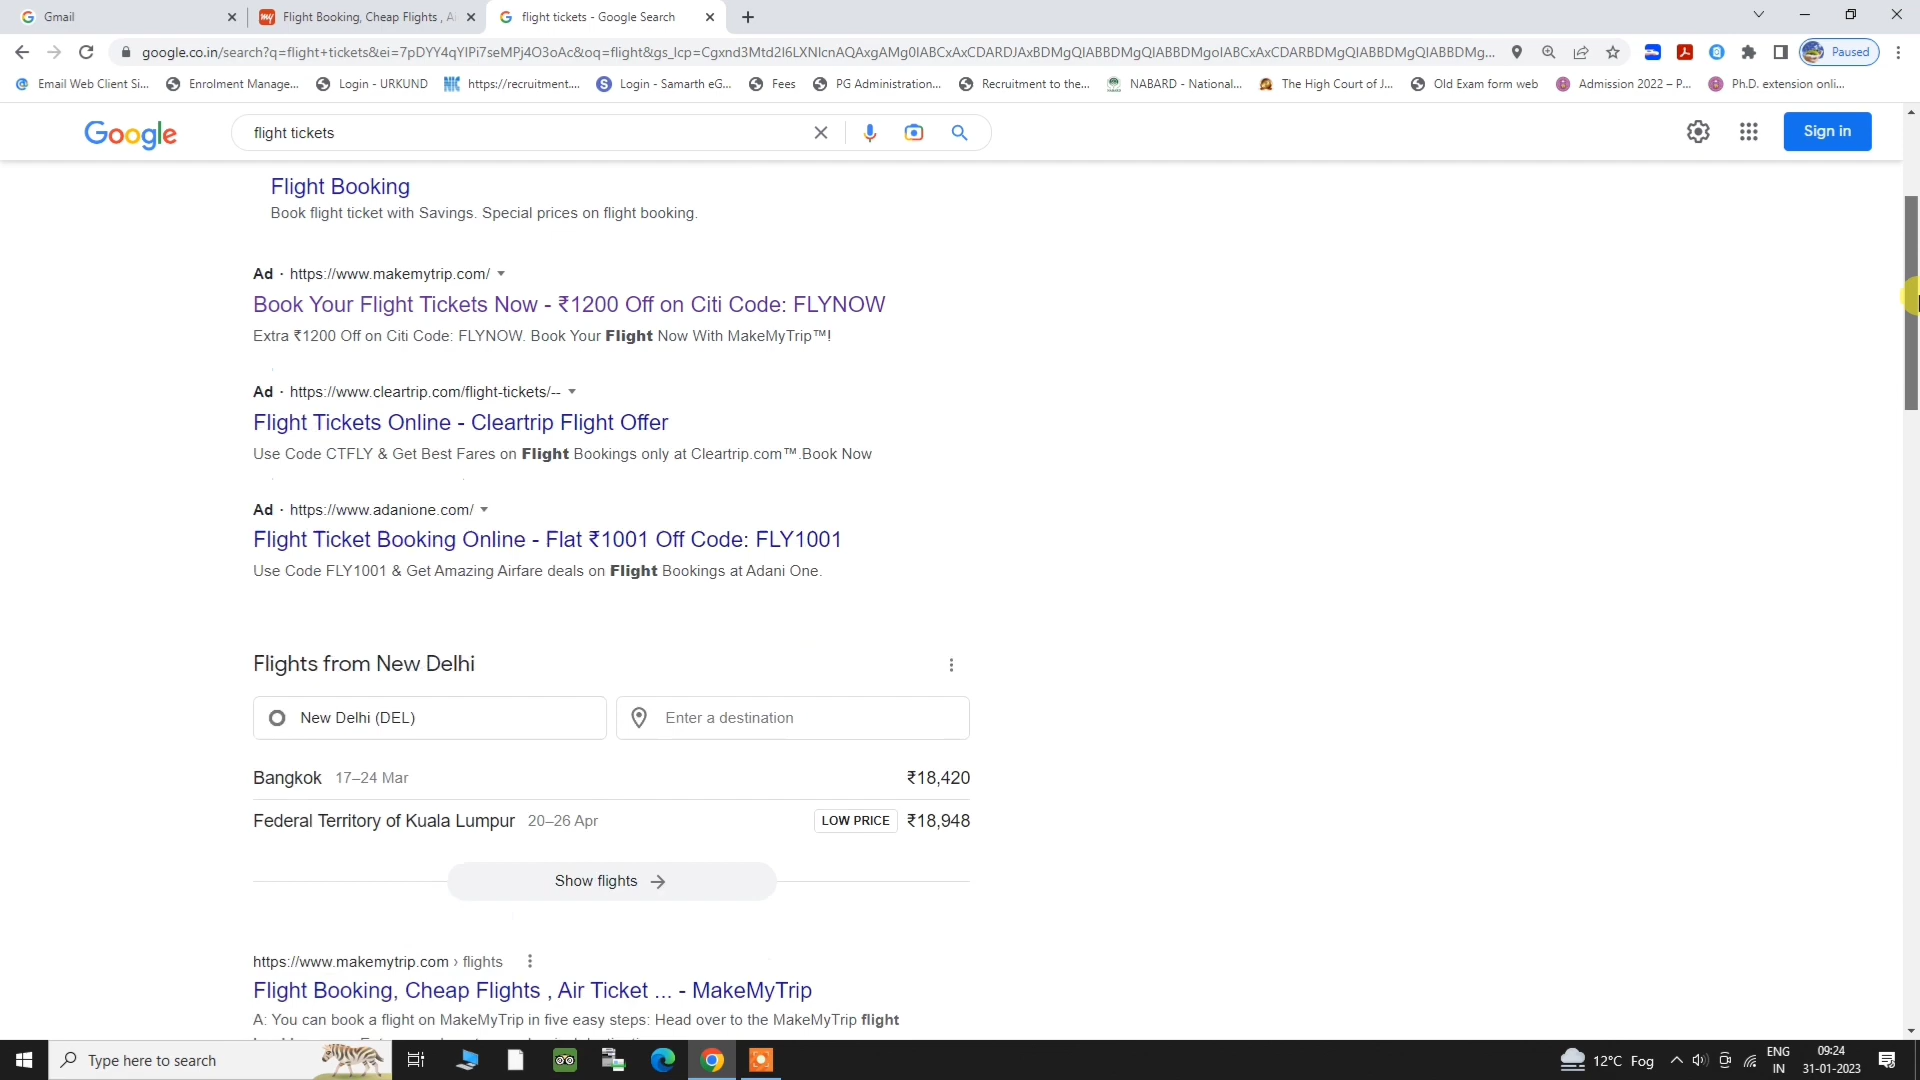 Gmail
Flight Booking, Cheap Flights , Ai
flight tickets - Google Search
google.co.in/search?q=flight+tickets&ei=7pDYY4qYIPi7seMPj4O3oAc&oq=flight&gs_lcp=Cgxnd3Mtd2l6LXNlcnAQAxgAMg0IABCxAxCDARDJAxBDMgQIABBDMgQIABBDMgoIABCxAxCDARBDMgQIABBDMgQIABBDMg...
Paused
Email Web Client Si...
Enrolment Manage...
Login - URKUND
https://recruitment....
Login - Samarth eG...
Fees
PG Administration...
Recruitment to the...
NABARD - National...
The High Court of J...
Old Exam form web
Admission 2022 – P...
Ph.D. extension onli...
Google
flight tickets
Sign in
Flight Booking
Book flight ticket with Savings. Special prices on flight booking.
Ad · https://www.makemytrip.com/
Book Your Flight Tickets Now - ₹1200 Off on Citi Code: FLYNOW
Extra ₹1200 Off on Citi Code: FLYNOW. Book Your Flight Now With MakeMyTrip™!
Ad · https://www.cleartrip.com/flight-tickets/--
Flight Tickets Online - Cleartrip Flight Offer
Use Code CTFLY & Get Best Fares on Flight Bookings only at Cleartrip.com™.Book Now
Ad · https://www.adanione.com/
Flight Ticket Booking Online - Flat ₹1001 Off Code: FLY1001
Use Code FLY1001 & Get Amazing Airfare deals on Flight Bookings at Adani One.
Flights from New Delhi
New Delhi (DEL)
Enter a destination
Bangkok 17–24 Mar ₹18,420
Federal Territory of Kuala Lumpur 20–26 Apr LOW PRICE ₹18,948
Show flights
https://www.makemytrip.com › flights
Flight Booking, Cheap Flights , Air Ticket ... - MakeMyTrip
A: You can book a flight on MakeMyTrip in five easy steps: Head over to the MakeMyTrip flight
Type here to search
12°C Fog
ENG
IN
09:24
31-01-2023